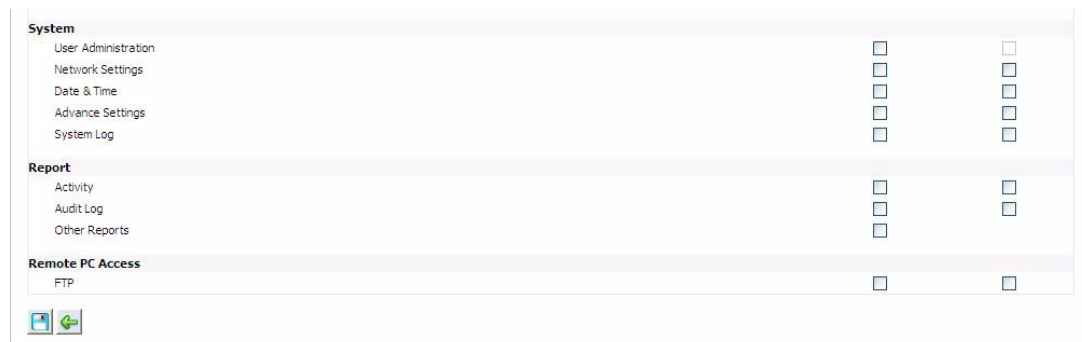 System
User Administration
Network Settings
Date & Time
Advance Settings
System Log
Report
Activity
Audit Log
Other Reports
Remote PC Access
FTP